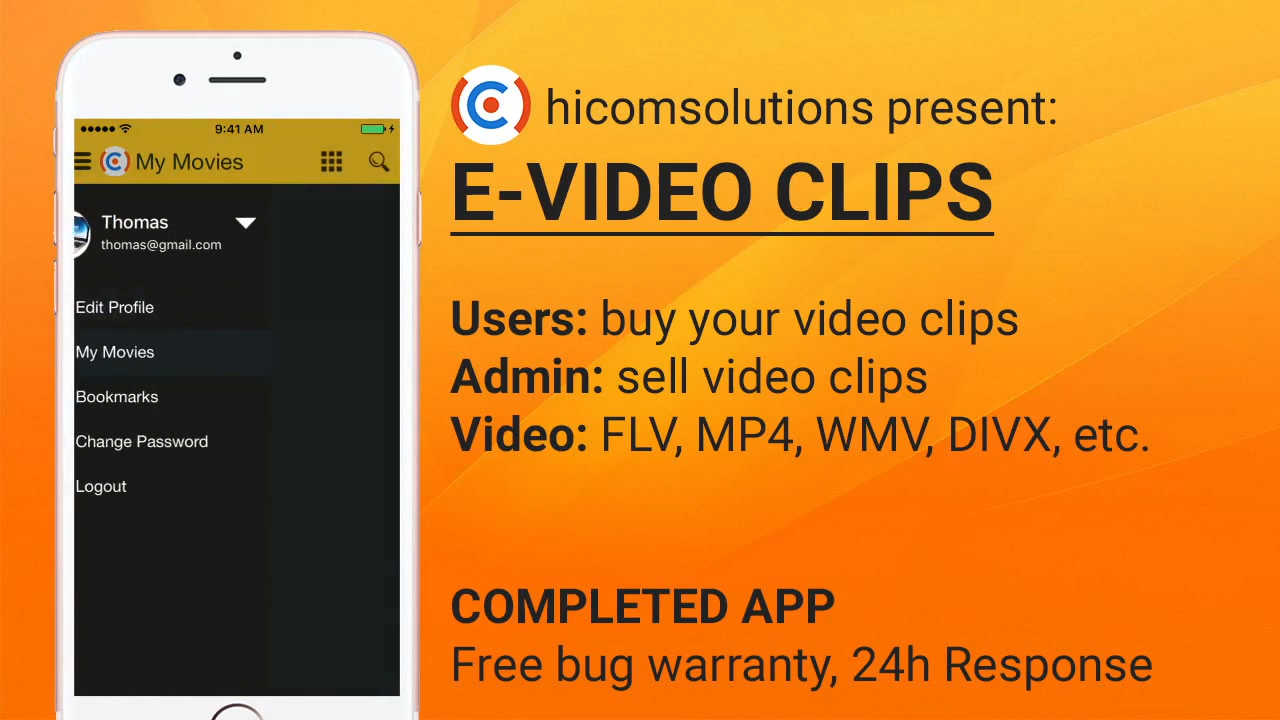 9:41 AM
My Movies
Thomas
thomas@gmail.com
Edit Profile
My Movies
Bookmarks
Change Password
Logout
hicomsolutions present:
E-VIDEO CLIPS
Users: buy your video clips
Admin: sell video clips
Video: FLV, MP4, WMV, DIVX, etc.
COMPLETED APP
Free bug warranty, 24h Response